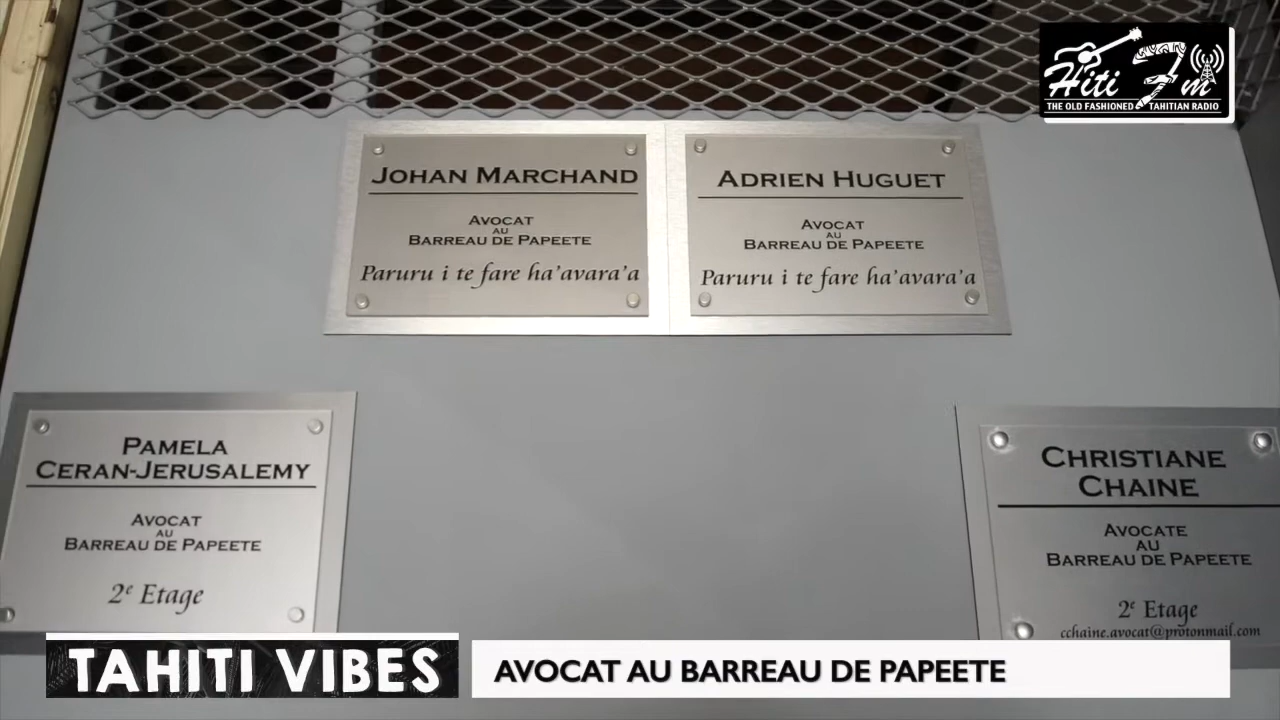 Hiti Fm
THE OLD FASHIONED TAHITIAN RADIO
JOHAN MARCHAND
AVOCAT
AU
BARREAU DE PAPEETE
Paruru i te fare ha'avara'a
ADRIEN HUGUET
AVOCAT
AU
BARREAU DE PAPEETE
Paruru i te fare ha'avara'a
PAMELA
CERAN-JERUSALEMY
AVOCAT
AU
BARREAU DE PAPEETE
2e Etage
CHRISTIANE
CHAINE
AVOCATE
AU
BARREAU DE PAPEETE
2e Etage
cchaine.avocat@protonmail.com
TAHITI VIBES
AVOCAT AU BARREAU DE PAPEETE